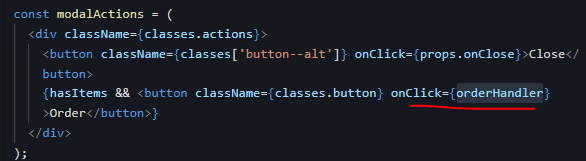 const modalActions = (
<div className={classes.actions}>
<button className={classes['button--alt']} onClick={props.onClose}>Close</
button>
{hasItems && <button className={classes.button} onClick={orderHandler}
>Order</button>}
</div>
);